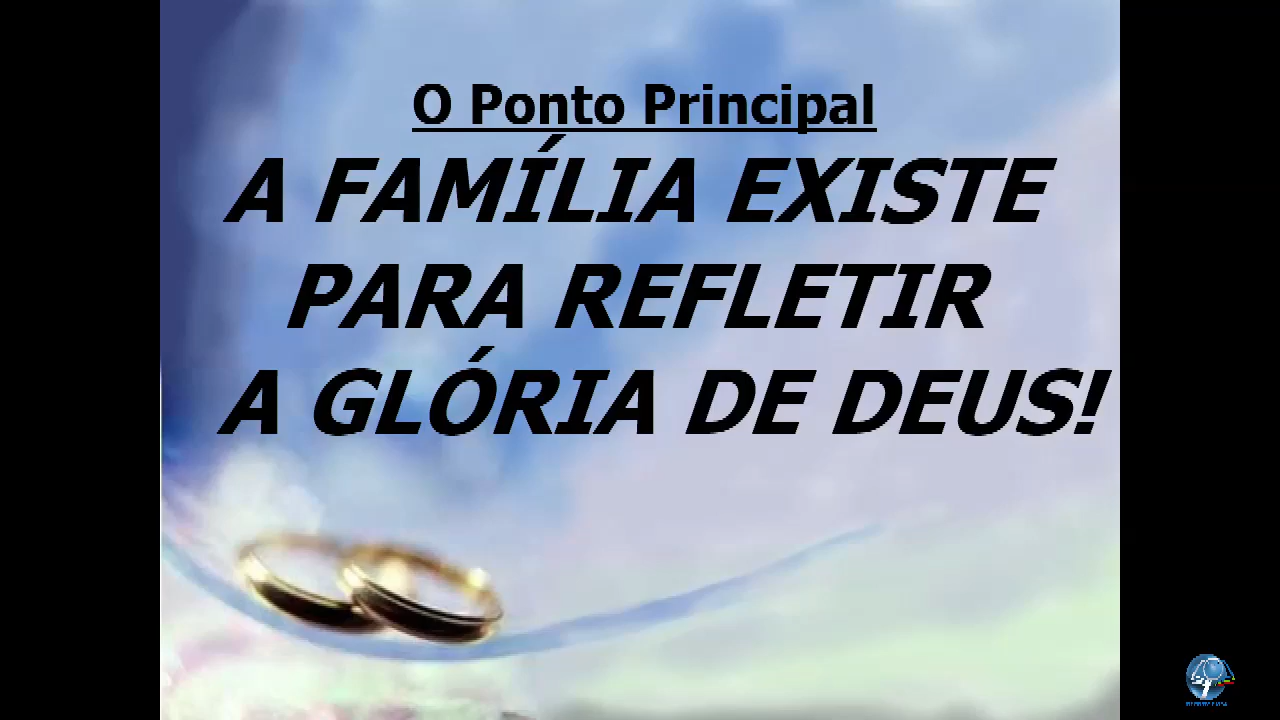 O Ponto Principal
A FAMÍLIA EXISTE
PARA REFLETIR
A GLÓRIA DE DEUS!